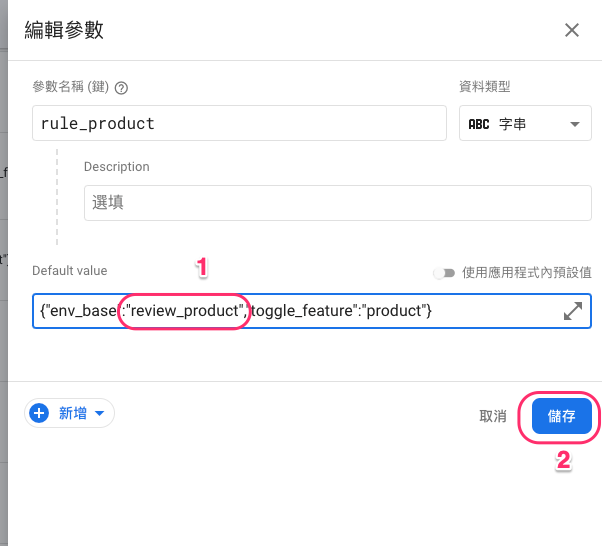 編輯參數
參數名稱 (鍵)
資料類型
rule_product
ABC 字串
Description
選填
1
Default value
使用應用程式內預設值
{"env_base":"review_product","toggle_feature":"product"}
新增
取消
儲存
2